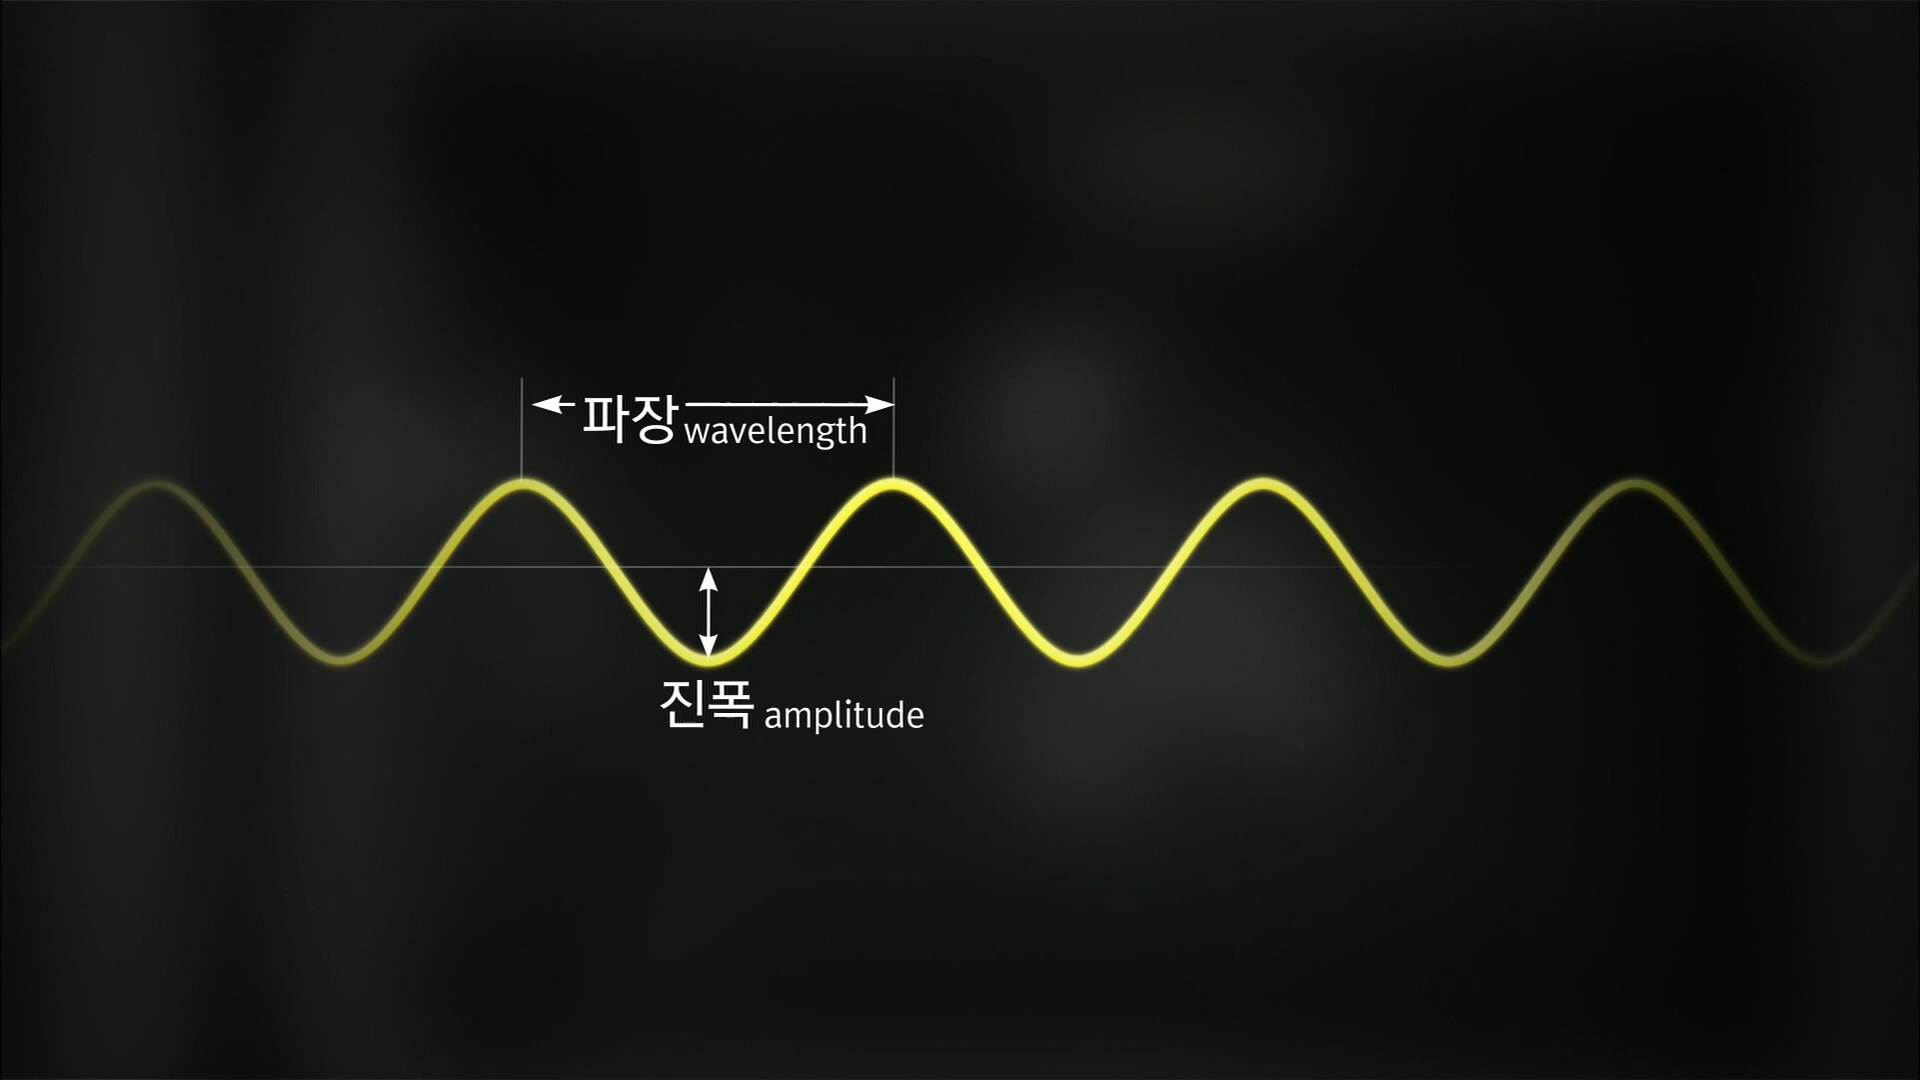 파장 wavelength
진폭 amplitude